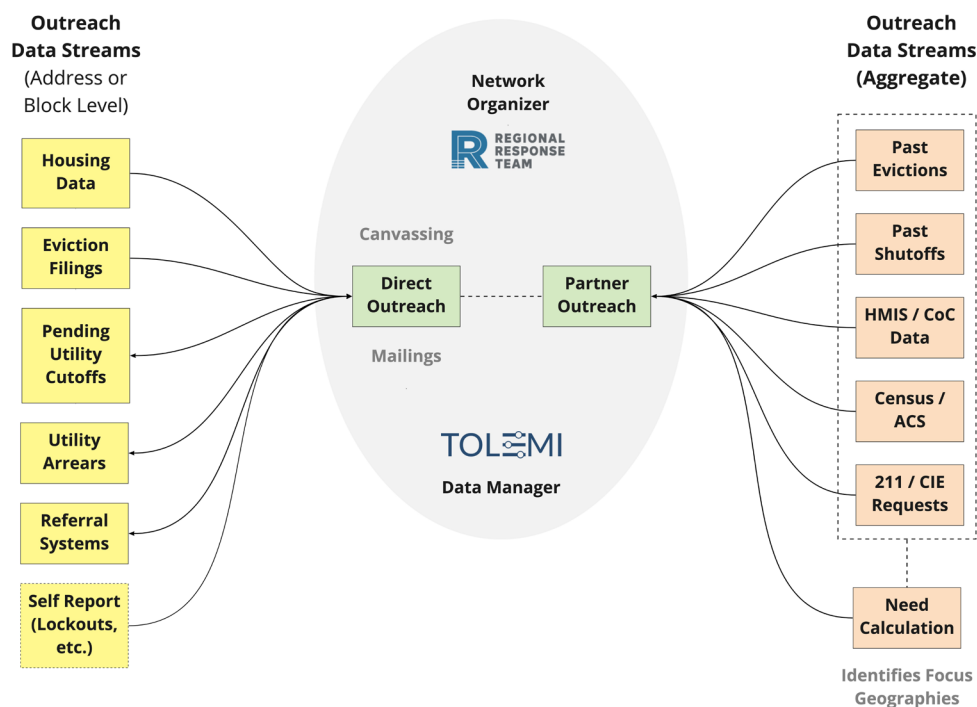 Outreach
Data Streams
(Address or
Block Level)
Housing
Data
Eviction
Filings
Pending
Utility
Cutoffs
Utility
Arrears
Referral
Systems
Self Report
(Lockouts,
etc.)
Network
Organizer
REGIONAL
RESPONSE
TEAM
Canvassing
Direct
Outreach
Mailings
Partner
Outreach
TOLEMI
Data Manager
Outreach
Data Streams
(Aggregate)
Past
Evictions
Past
Shutoffs
HMIS / CoC
Data
Census /
ACS
211 / CIE
Requests
Need
Calculation
Identifies Focus
Geographies